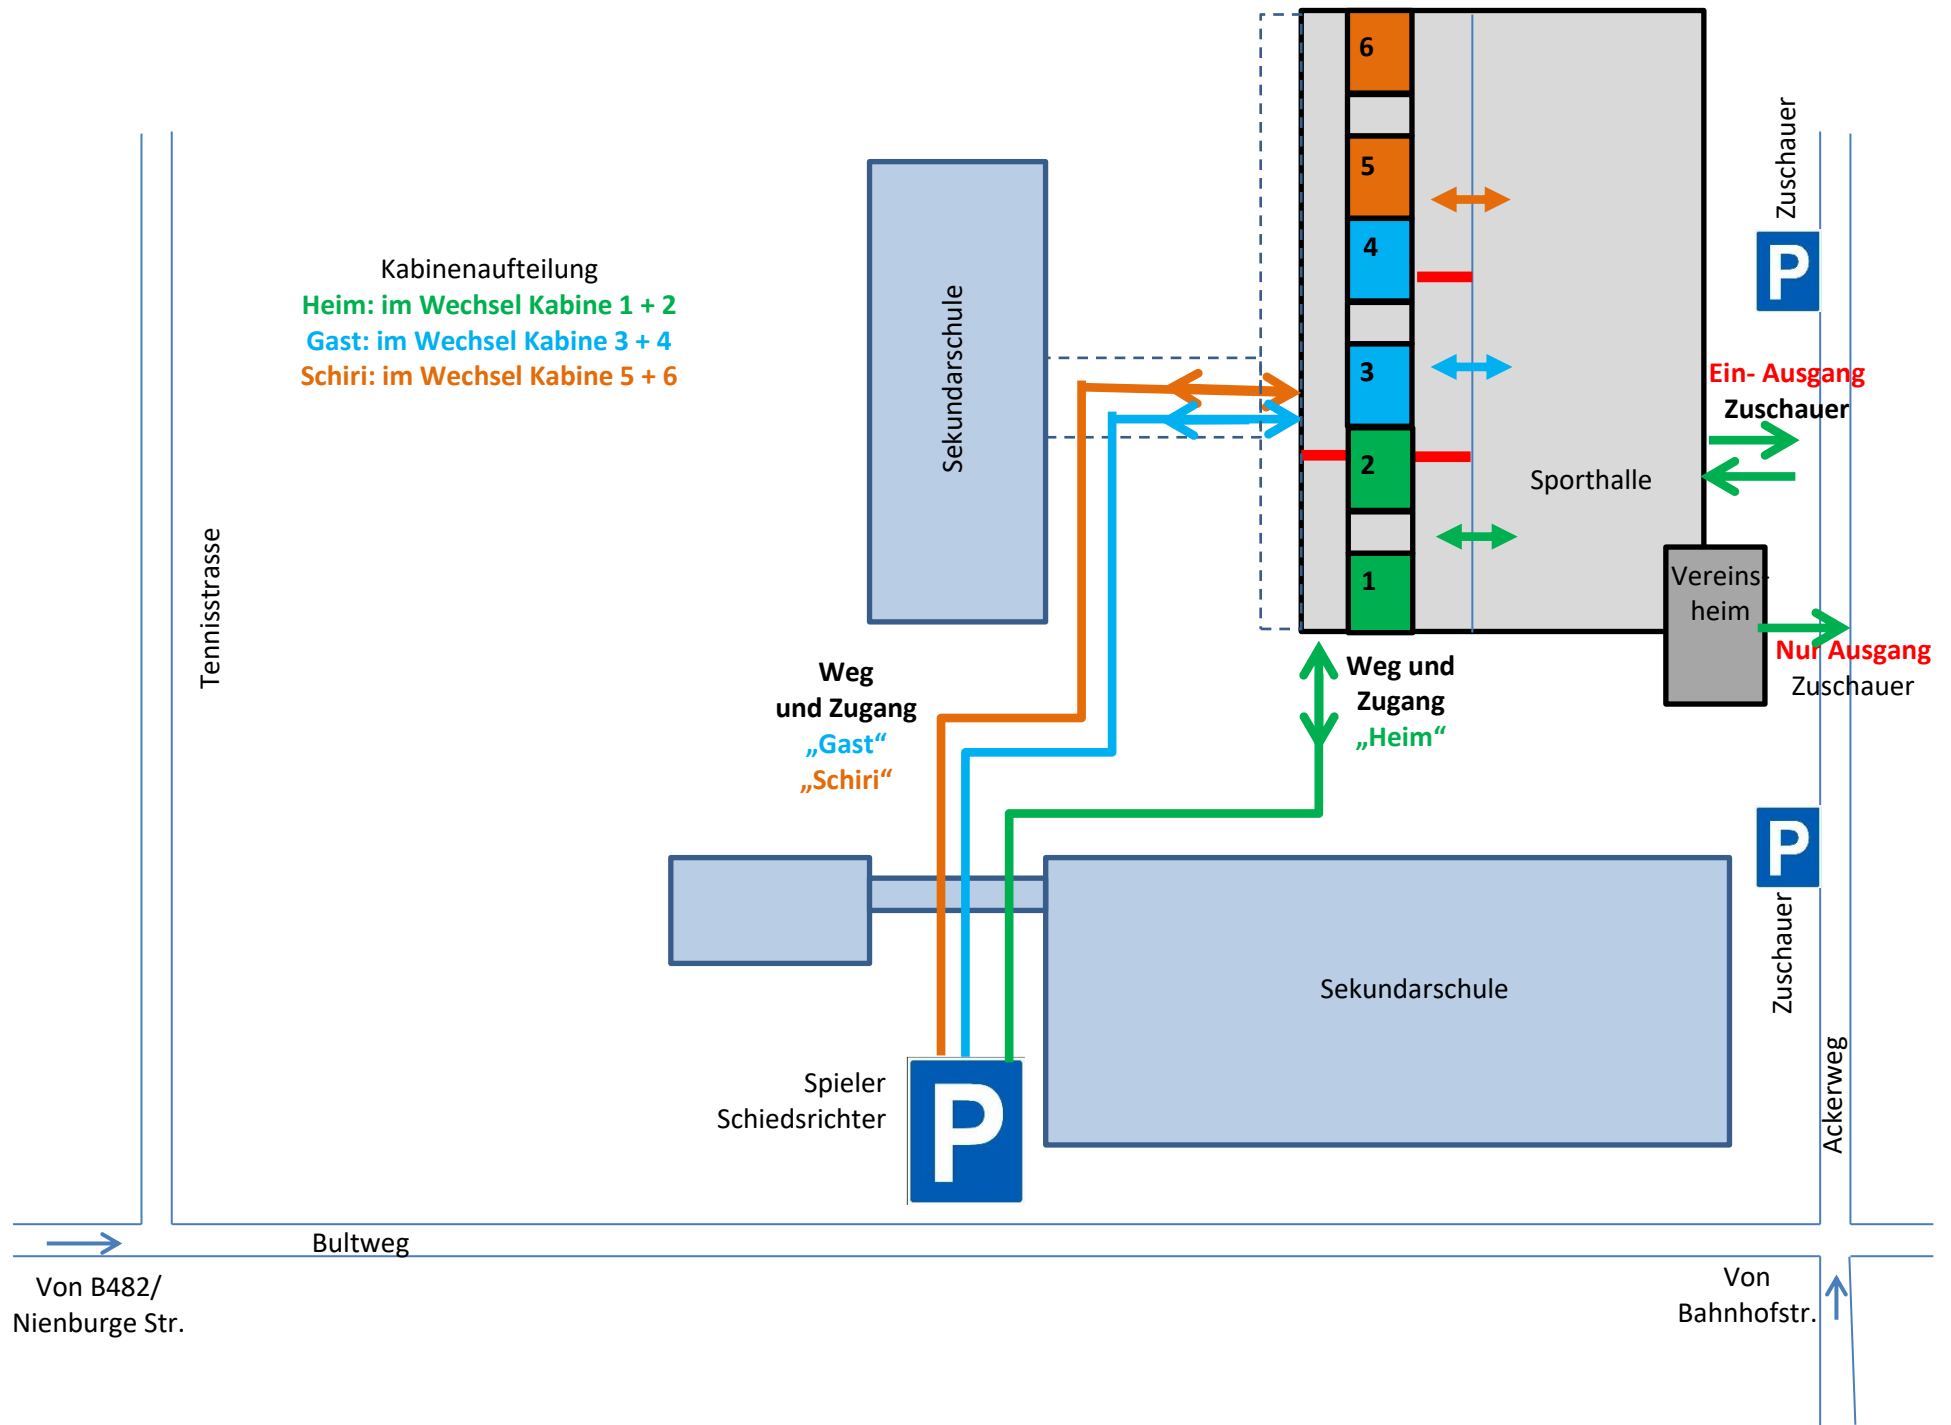 6
5
4
3
2
1
Zuschauer
P
Kabinenaufteilung
Heim: im Wechsel Kabine 1 + 2
Gast: im Wechsel Kabine 3 + 4
Schiri: im Wechsel Kabine 5 + 6
Sekundarschule
Ein- Ausgang
Zuschauer
Sporthalle
Tennisstrasse
Vereins-
heim
Nur Ausgang
Zuschauer
Weg
und Zugang
„Gast“
„Schiri“
Weg und
Zugang
„Heim“
P
Zuschauer
Sekundarschule
Ackerweg
Spieler
Schiedsrichter
P
Bultweg
Von B482/
Nienburge Str.
Von
Bahnhofstr.